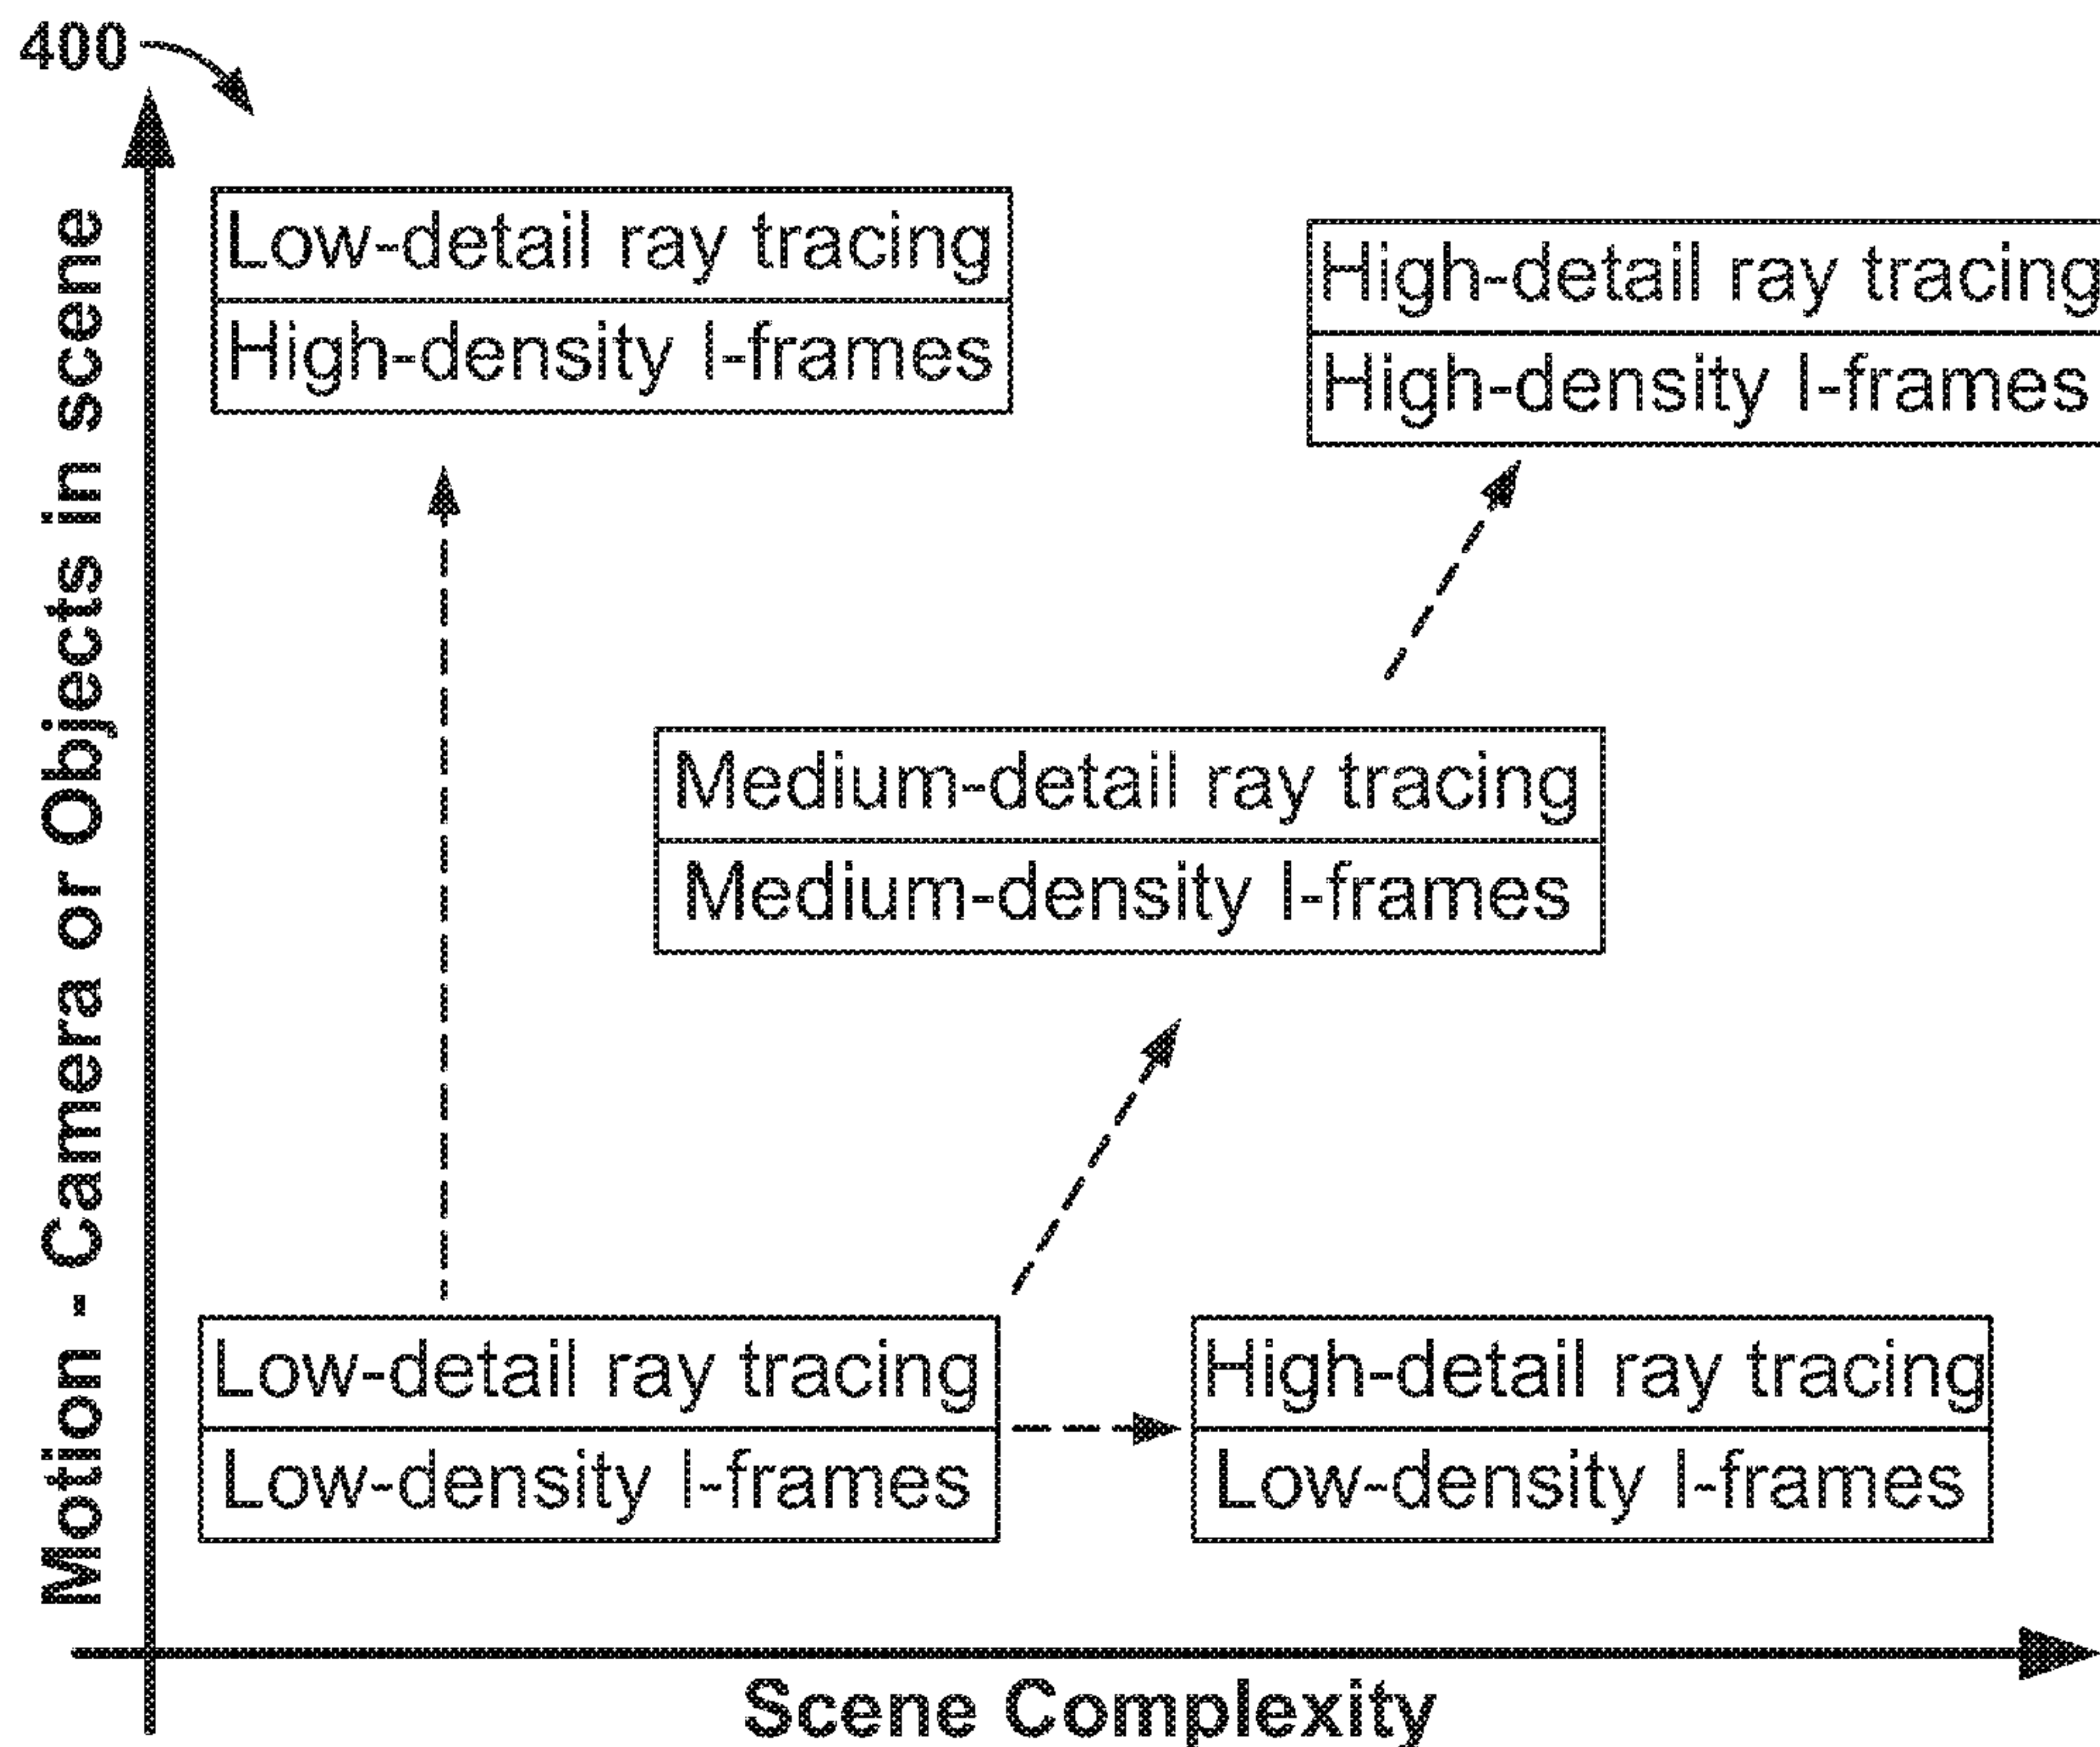 400
Motion - Camera or Objects in scene
Low-detail ray tracing
High-density I-frames
High-detail ray tracing
High-density I-frames
Medium-detail ray tracing
Medium-density I-frames
Low-detail ray tracing
Low-density I-frames
High-detail ray tracing
Low-density I-frames
Scene Complexity